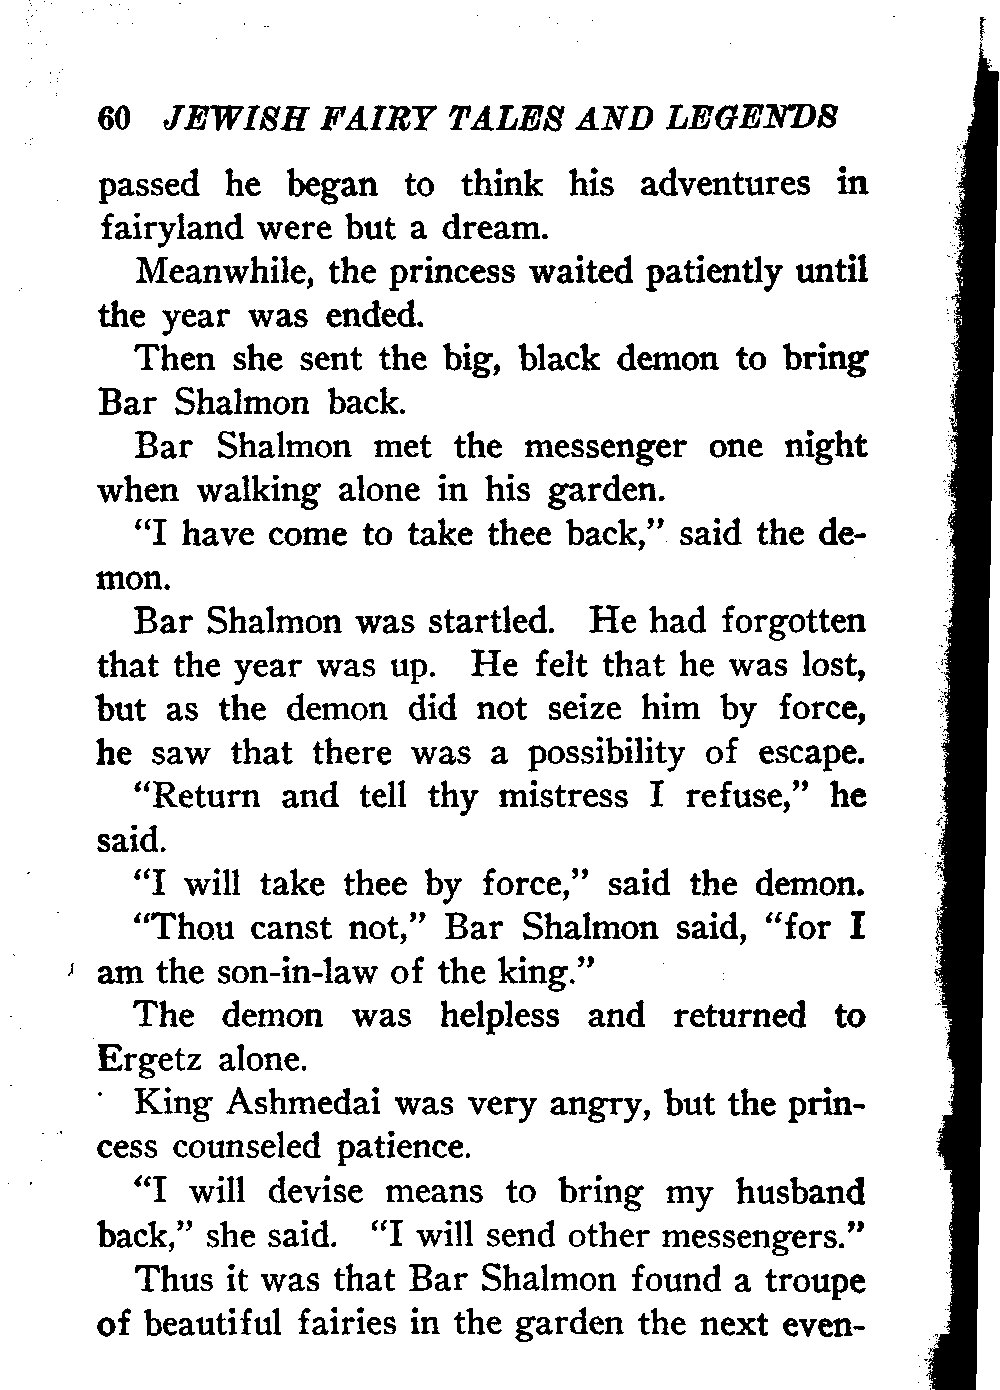 60 JEWISH FAIRY TALES AND LEGENDS
passed he began to think his adventures in
fairyland were but a dream.
Meanwhile, the princess waited patiently until
the year was ended.
Then she sent the big, black demon to bring
Bar Shalmon back.
Bar Shalmon met the messenger one night
when walking alone in his garden.
“I have come to take thee back,” said the de-
mon.
Bar Shalmon was startled. He had forgotten
that the year was up. He felt that he was lost,
but as the demon did not seize him by force,
he saw that there was a possibility of escape.
“Return and tell thy mistress I refuse,” he
said.
“I will take thee by force,” said the demon.
“Thou canst not,” Bar Shalmon said, “for I
am the son-in-law of the king.”
The demon was helpless and returned to
Ergetz alone.
King Ashmedai was very angry, but the prin-
cess counseled patience.
“I will devise means to bring my husband
back,” she said. “I will send other messengers.”
Thus it was that Bar Shalmon found a troupe
of beautiful fairies in the garden the next even-